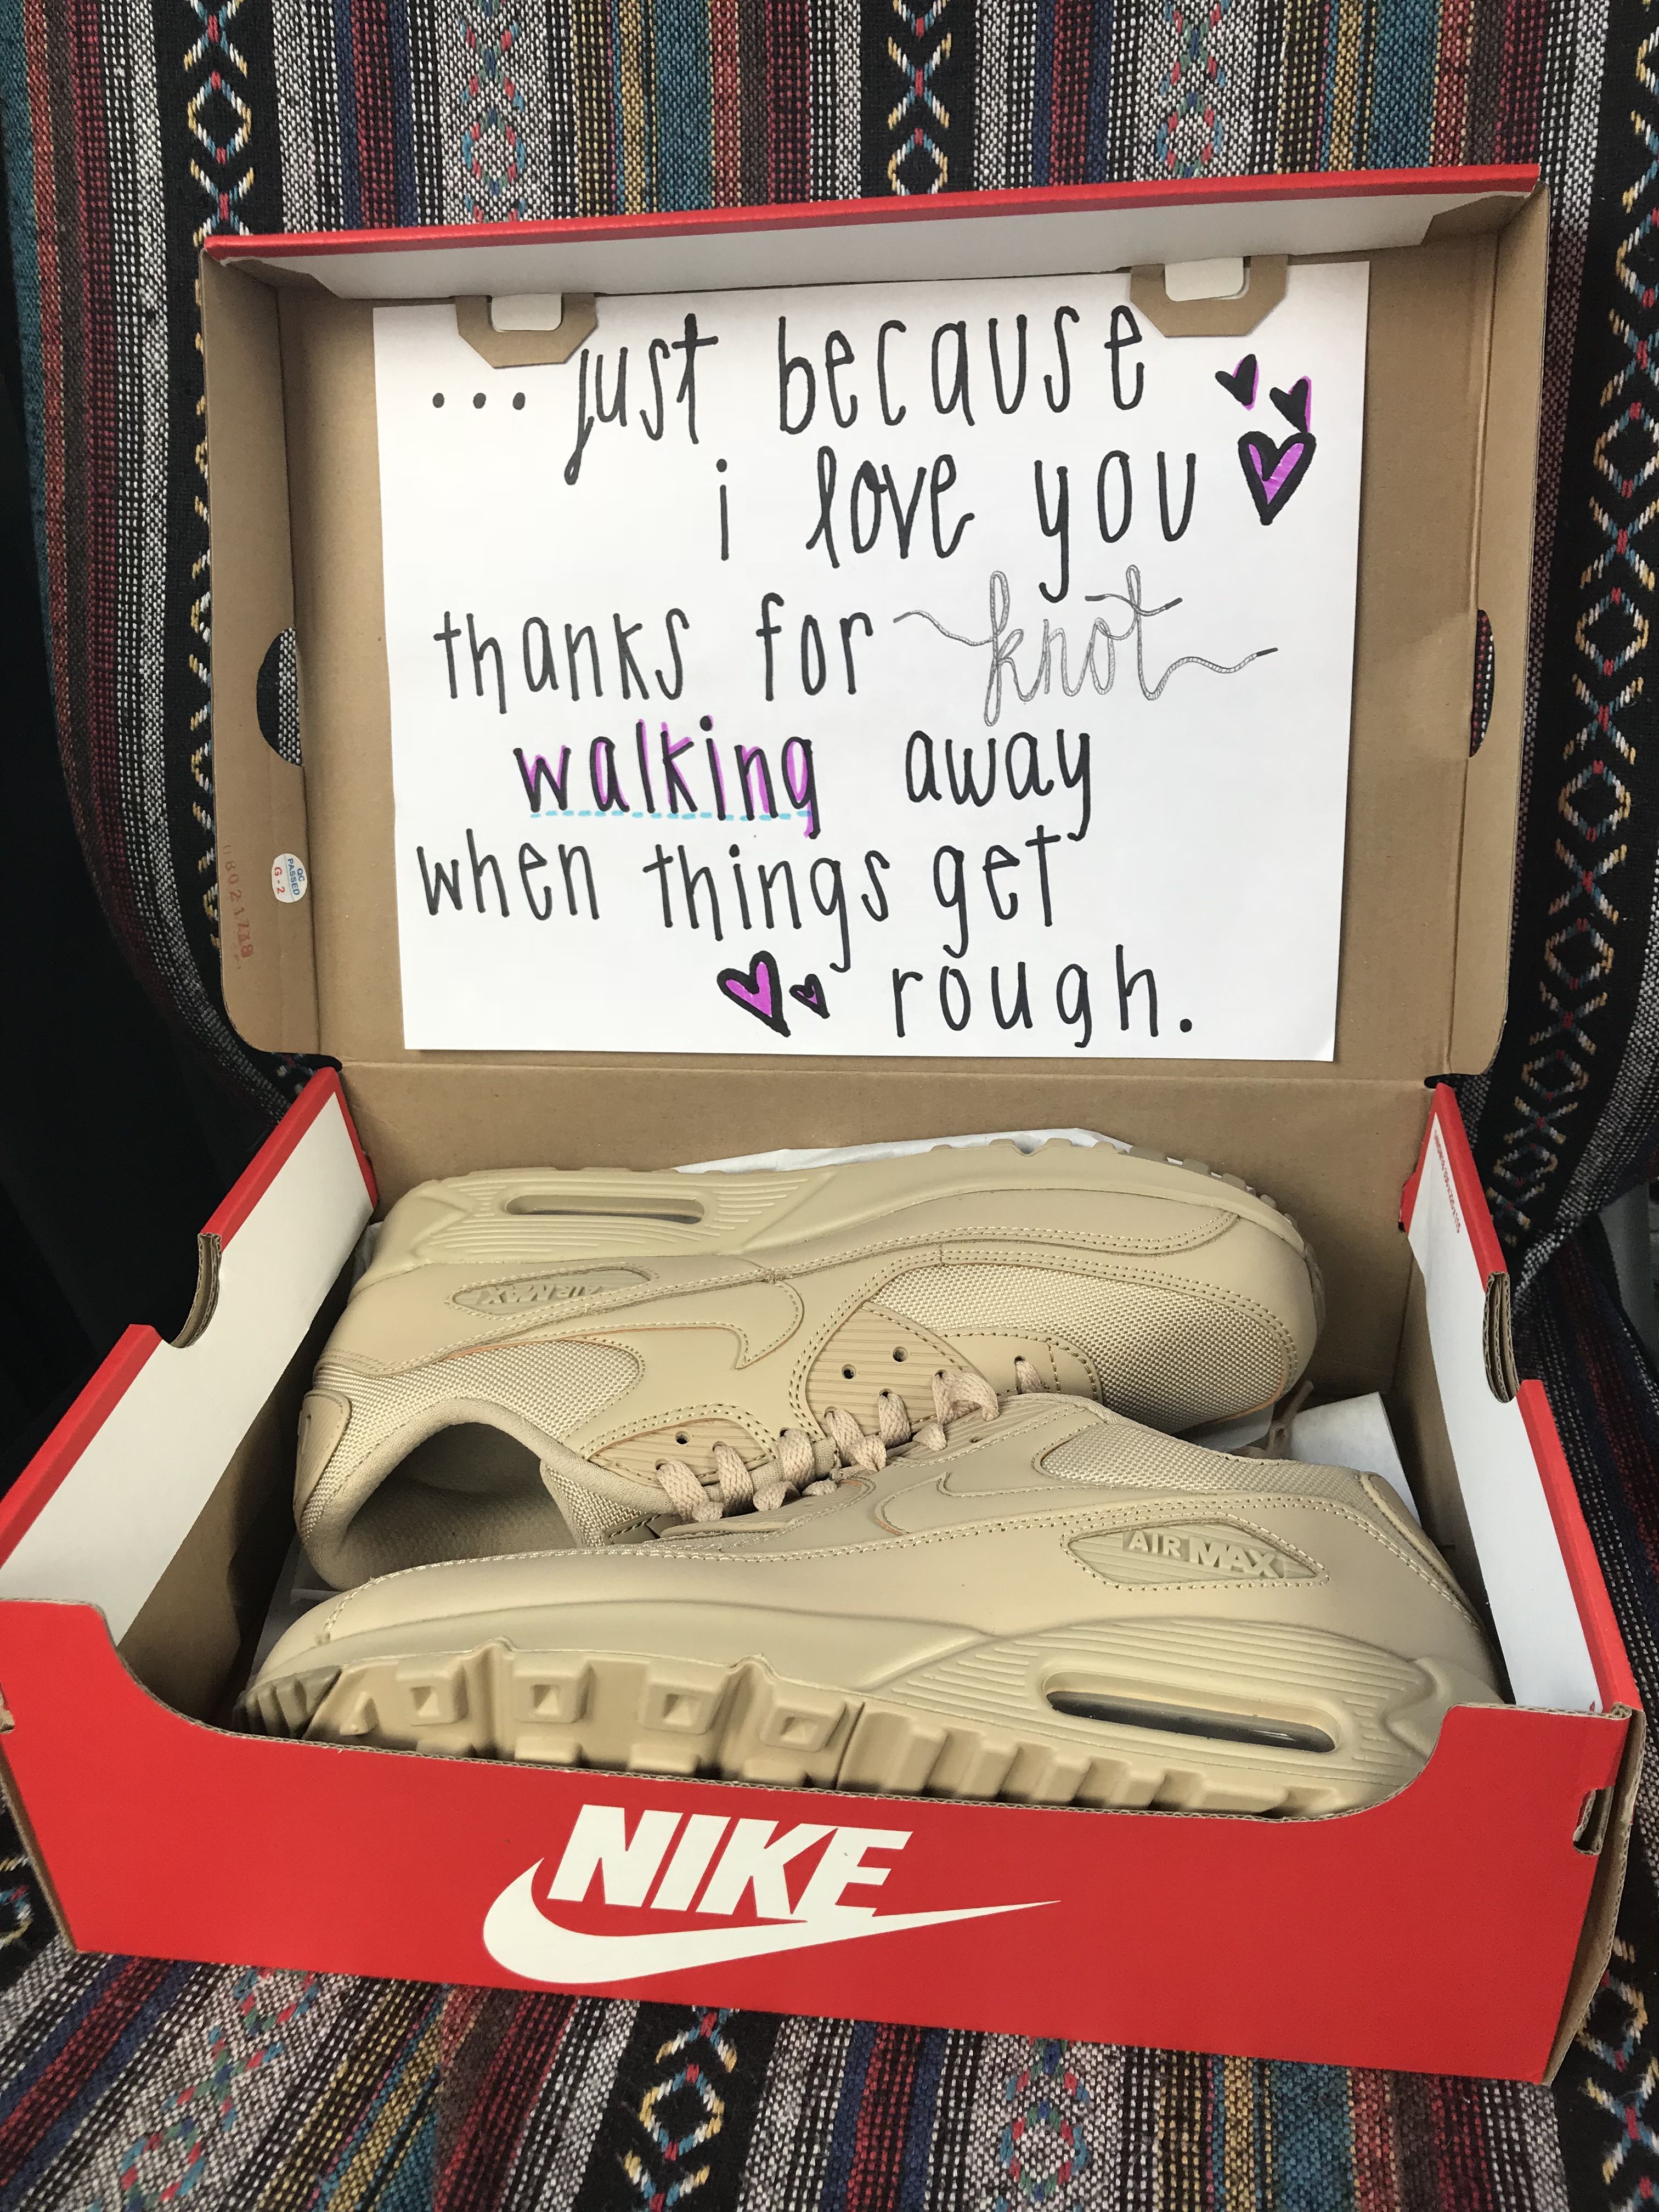 ... just because
i love you
thanks for knot
walking away
when things get
rough.
QC
PASSED
G-2
AIR MAX
AIR MAX
NIKE